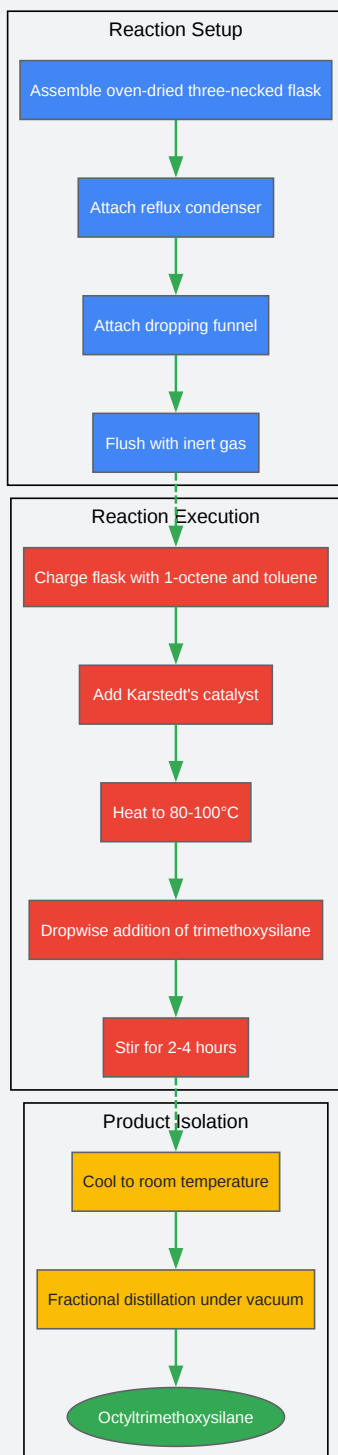 Reaction Setup
Assemble oven-dried three-necked flask
Attach reflux condenser
Attach dropping funnel
Flush with inert gas
Reaction Execution
Charge flask with 1-octene and toluene
Add Karstedt's catalyst
Heat to 80-100°C
Dropwise addition of trimethoxysilane
Stir for 2-4 hours
Product Isolation
Cool to room temperature
Fractional distillation under vacuum
Octyltrimethoxysilane